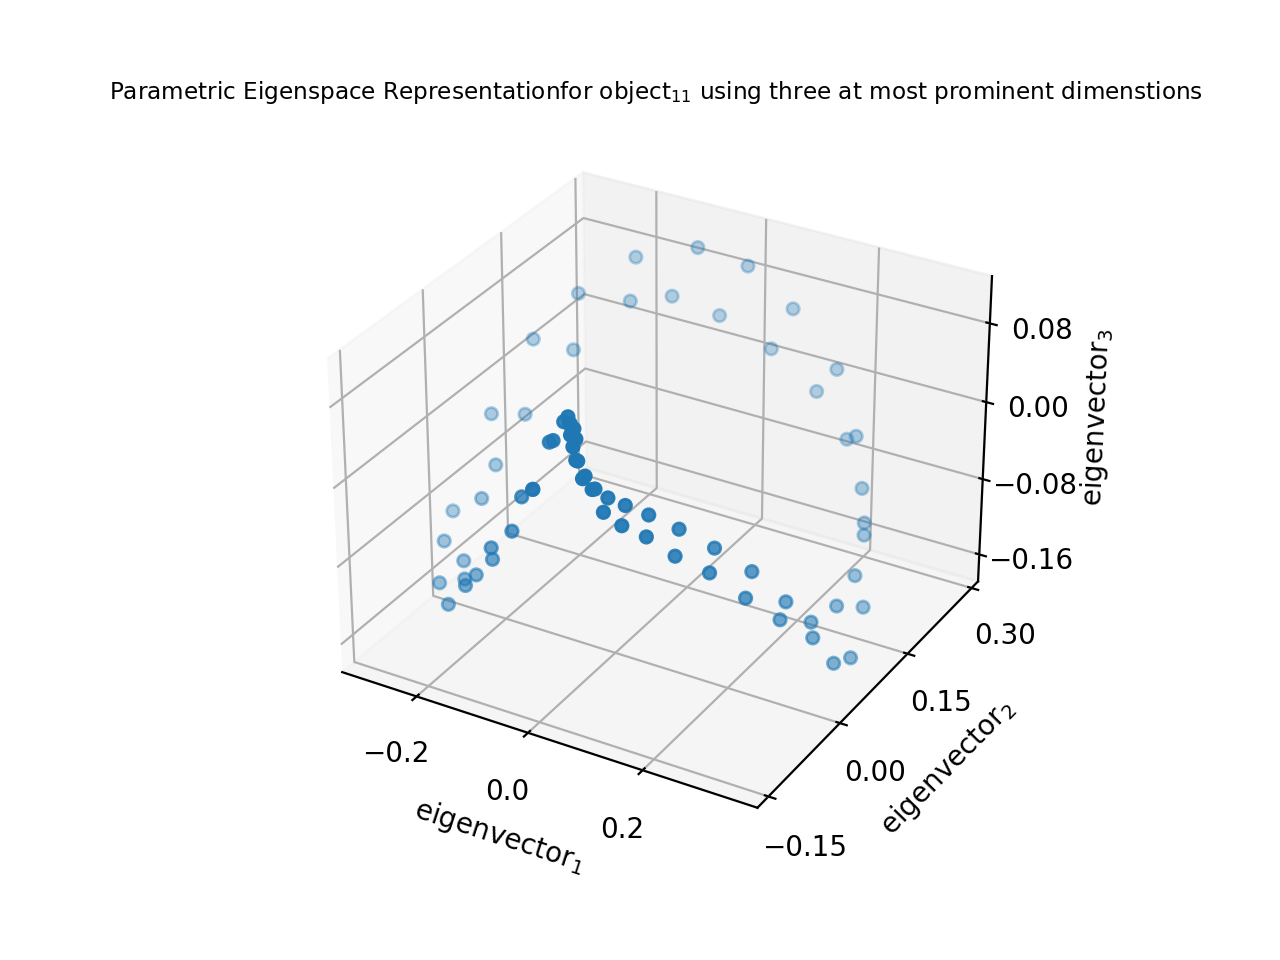 Parametric Eigenspace Representationfor object₁₁ using three at most prominent dimenstions
0.08
0.00
−0.08
−0.16
eigenvector₃
0.30
0.15
0.00
−0.15
eigenvector₂
−0.2
0.0
0.2
eigenvector₁